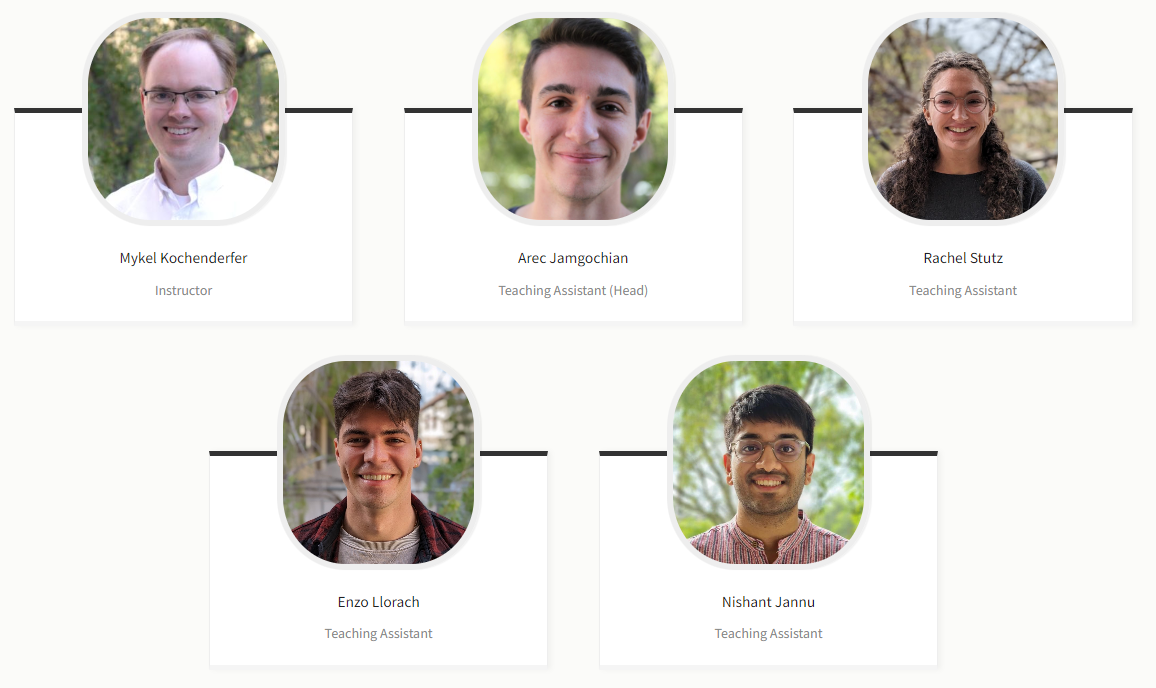 Mykel Kochenderfer
Instructor
Arec Jamgochian
Teaching Assistant (Head)
Rachel Stutz
Teaching Assistant
Enzo Llorach
Teaching Assistant
Nishant Jannu
Teaching Assistant